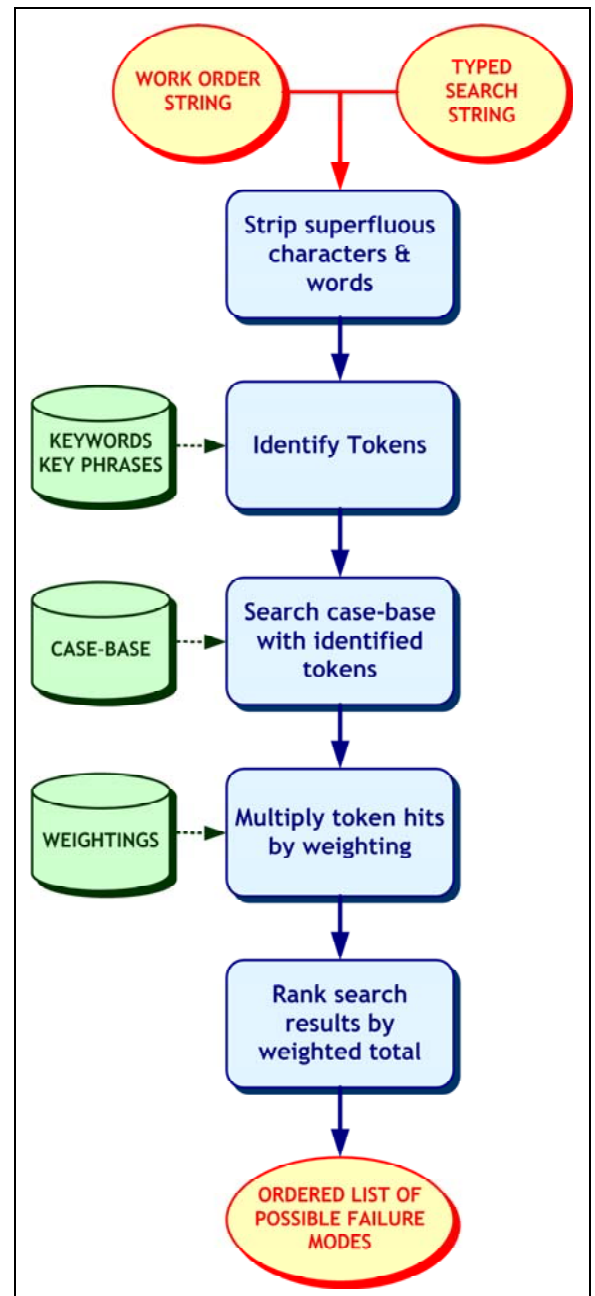 WORK ORDER
STRING
TYPED
SEARCH
STRING
Strip superfluous
characters &
words
KEYWORDS
KEY PHRASES
Identify Tokens
CASE-BASE
Search case-base
with identified
tokens
WEIGHTINGS
Multiply token hits
by weighting
Rank search
results by
weighted total
ORDERED LIST OF
POSSIBLE FAILURE
MODES